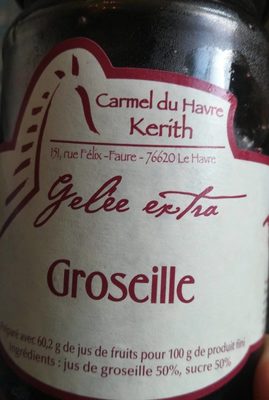 Carmel du Havre
Kerith
151, rue Félix-Faure - 76620 Le Havre
Gelée extra
Groseille
Préparé avec 60,2 g de jus de fruits pour 100 g de produit fini
Ingrédients : jus de groseille 50%, sucre 50%